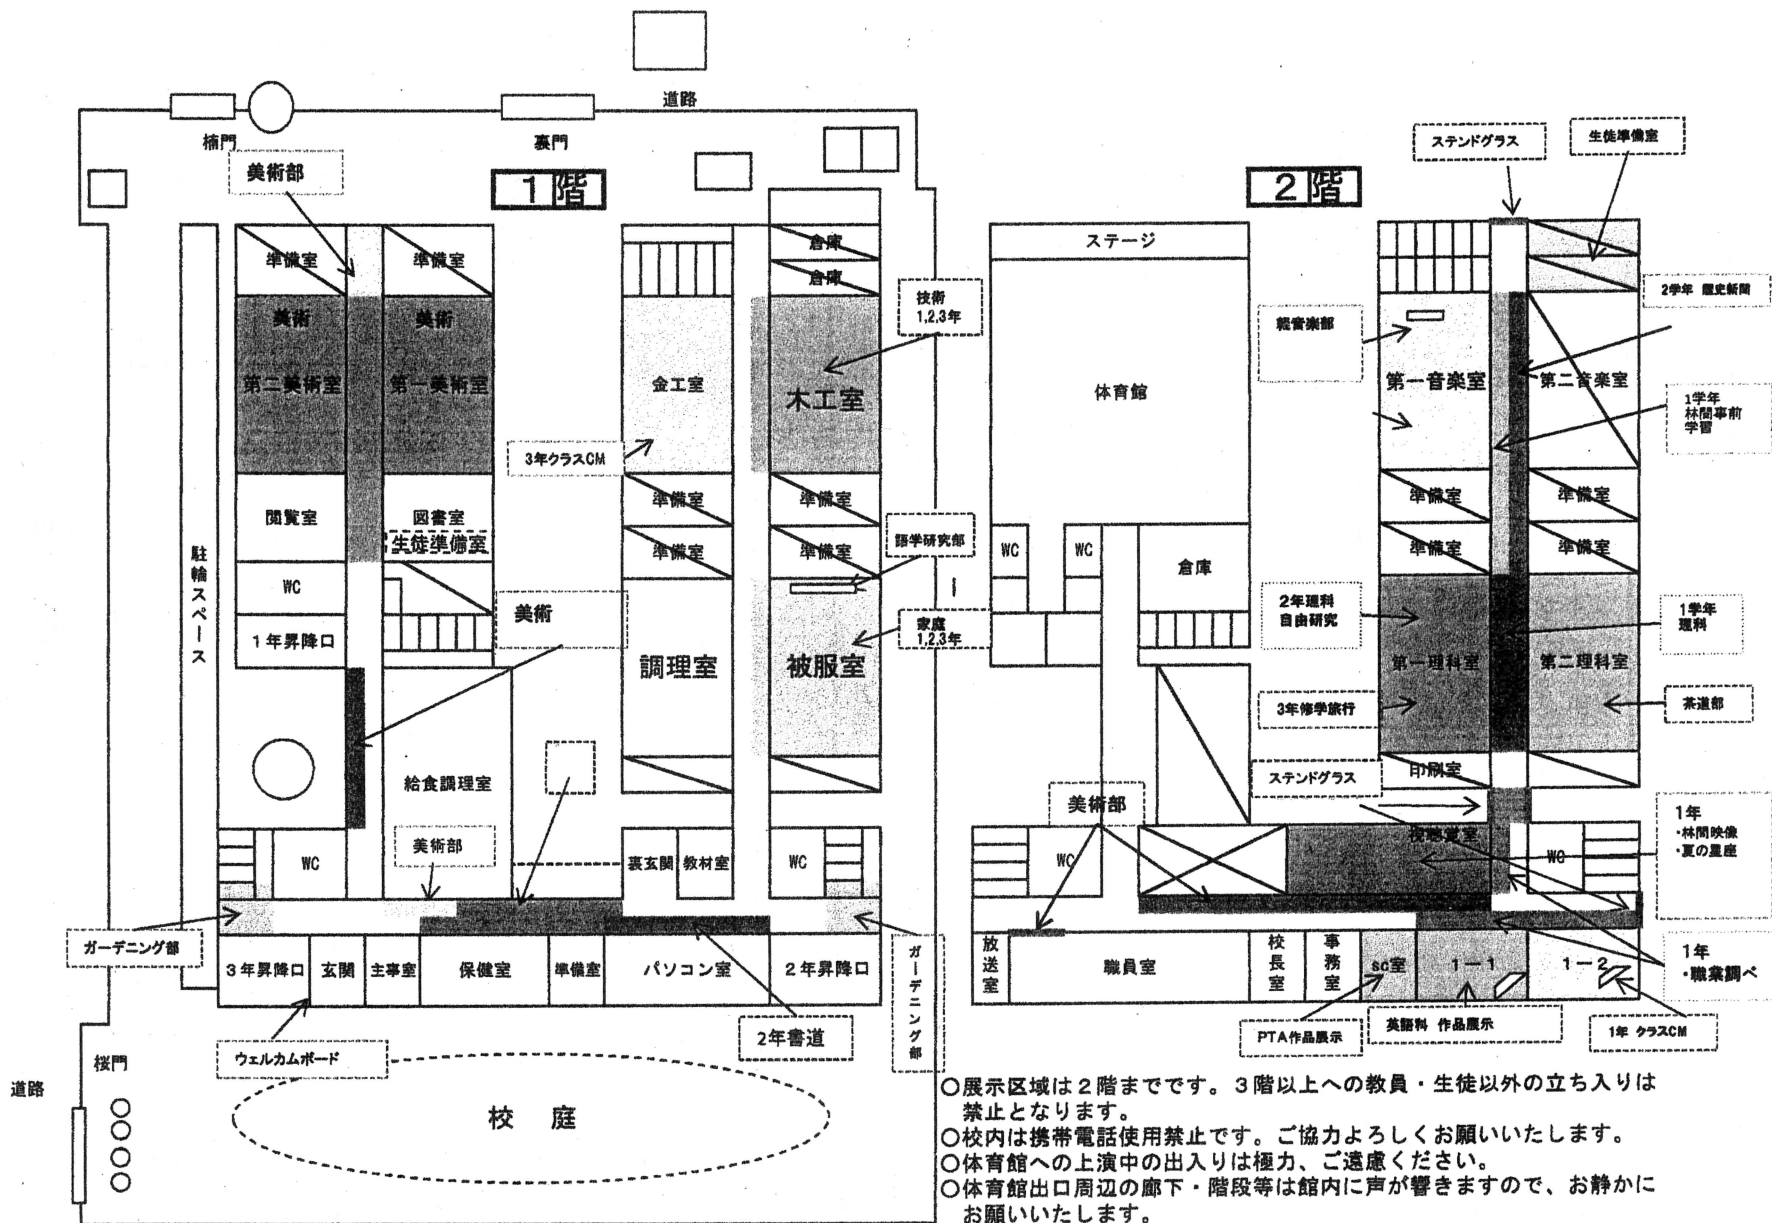 道路
楠門
裏門
美術部
1階
準備室
準備室
倉庫
倉庫
美術
美術
技術
1,2,3年
第二美術室
第一美術室
金工室
木工室
3年クラスCM
準備室
準備室
閲覧室
図書室
生徒準備室
語学研究部
準備室
準備室
駐輪スペース
WC
美術
家庭
1,2,3年
1年昇降口
調理室
被服室
給食調理室
美術部
WC
裏玄関
教材室
WC
ガーデニング部
3年昇降口
玄関
主事室
保健室
準備室
パソコン室
2年昇降口
ガーデニング部
ウェルカムボード
2年書道
桜門
道路
校 庭
ステンドグラス
生徒準備室
2階
ステージ
2学年 歴史新聞
軽音楽部
体育館
第一音楽室
第二音楽室
1学年
林間事前
学習
準備室
準備室
WC
WC
倉庫
準備室
準備室
2年理科
自由研究
1学年
理科
第一理科室
第二理科室
3年修学旅行
茶道部
ステンドグラス
印刷室
美術部
視聴覚室
1年
・林間映像
・夏の星座
WC
WC
放送室
職員室
校長室
事務室
sc室
1－1
1－2
1年
・職業調べ
PTA作品展示
英語科 作品展示
1年 クラスCM
○展示区域は2階までです。3階以上への教員・生徒以外の立ち入りは
禁止となります。
○校内は携帯電話使用禁止です。ご協力よろしくお願いいたします。
○体育館への上演中の出入りは極力、ご遠慮ください。
○体育館出口周辺の廊下・階段等は館内に声が響きますので、お静かに
お願いいたします。